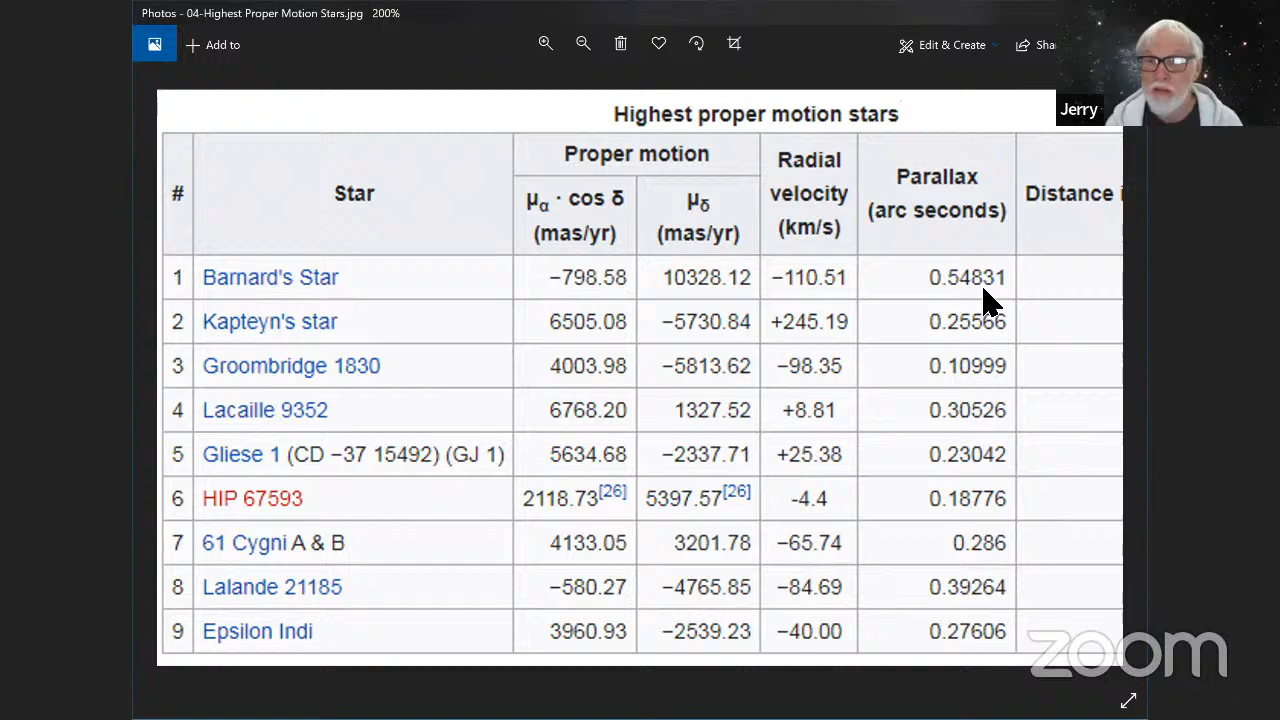 Photos - 04-Highest Proper Motion Stars.jpg 200%
Add to
Edit & Create
Jerry
Highest proper motion stars
# Star Proper motion Radial velocity (km/s) Parallax (arc seconds) Distance
μα · cos δ (mas/yr) μδ (mas/yr)
1 Barnard's Star −798.58 10328.12 −110.51 0.54831
2 Kapteyn's star 6505.08 −5730.84 +245.19 0.25566
3 Groombridge 1830 4003.98 −5813.62 −98.35 0.10999
4 Lacaille 9352 6768.20 1327.52 +8.81 0.30526
5 Gliese 1 (CD −37 15492) (GJ 1) 5634.68 −2337.71 +25.38 0.23042
6 HIP 67593 2118.73[26] 5397.57[26] -4.4 0.18776
7 61 Cygni A & B 4133.05 3201.78 −65.74 0.286
8 Lalande 21185 −580.27 −4765.85 −84.69 0.39264
9 Epsilon Indi 3960.93 −2539.23 −40.00 0.27606
zoom